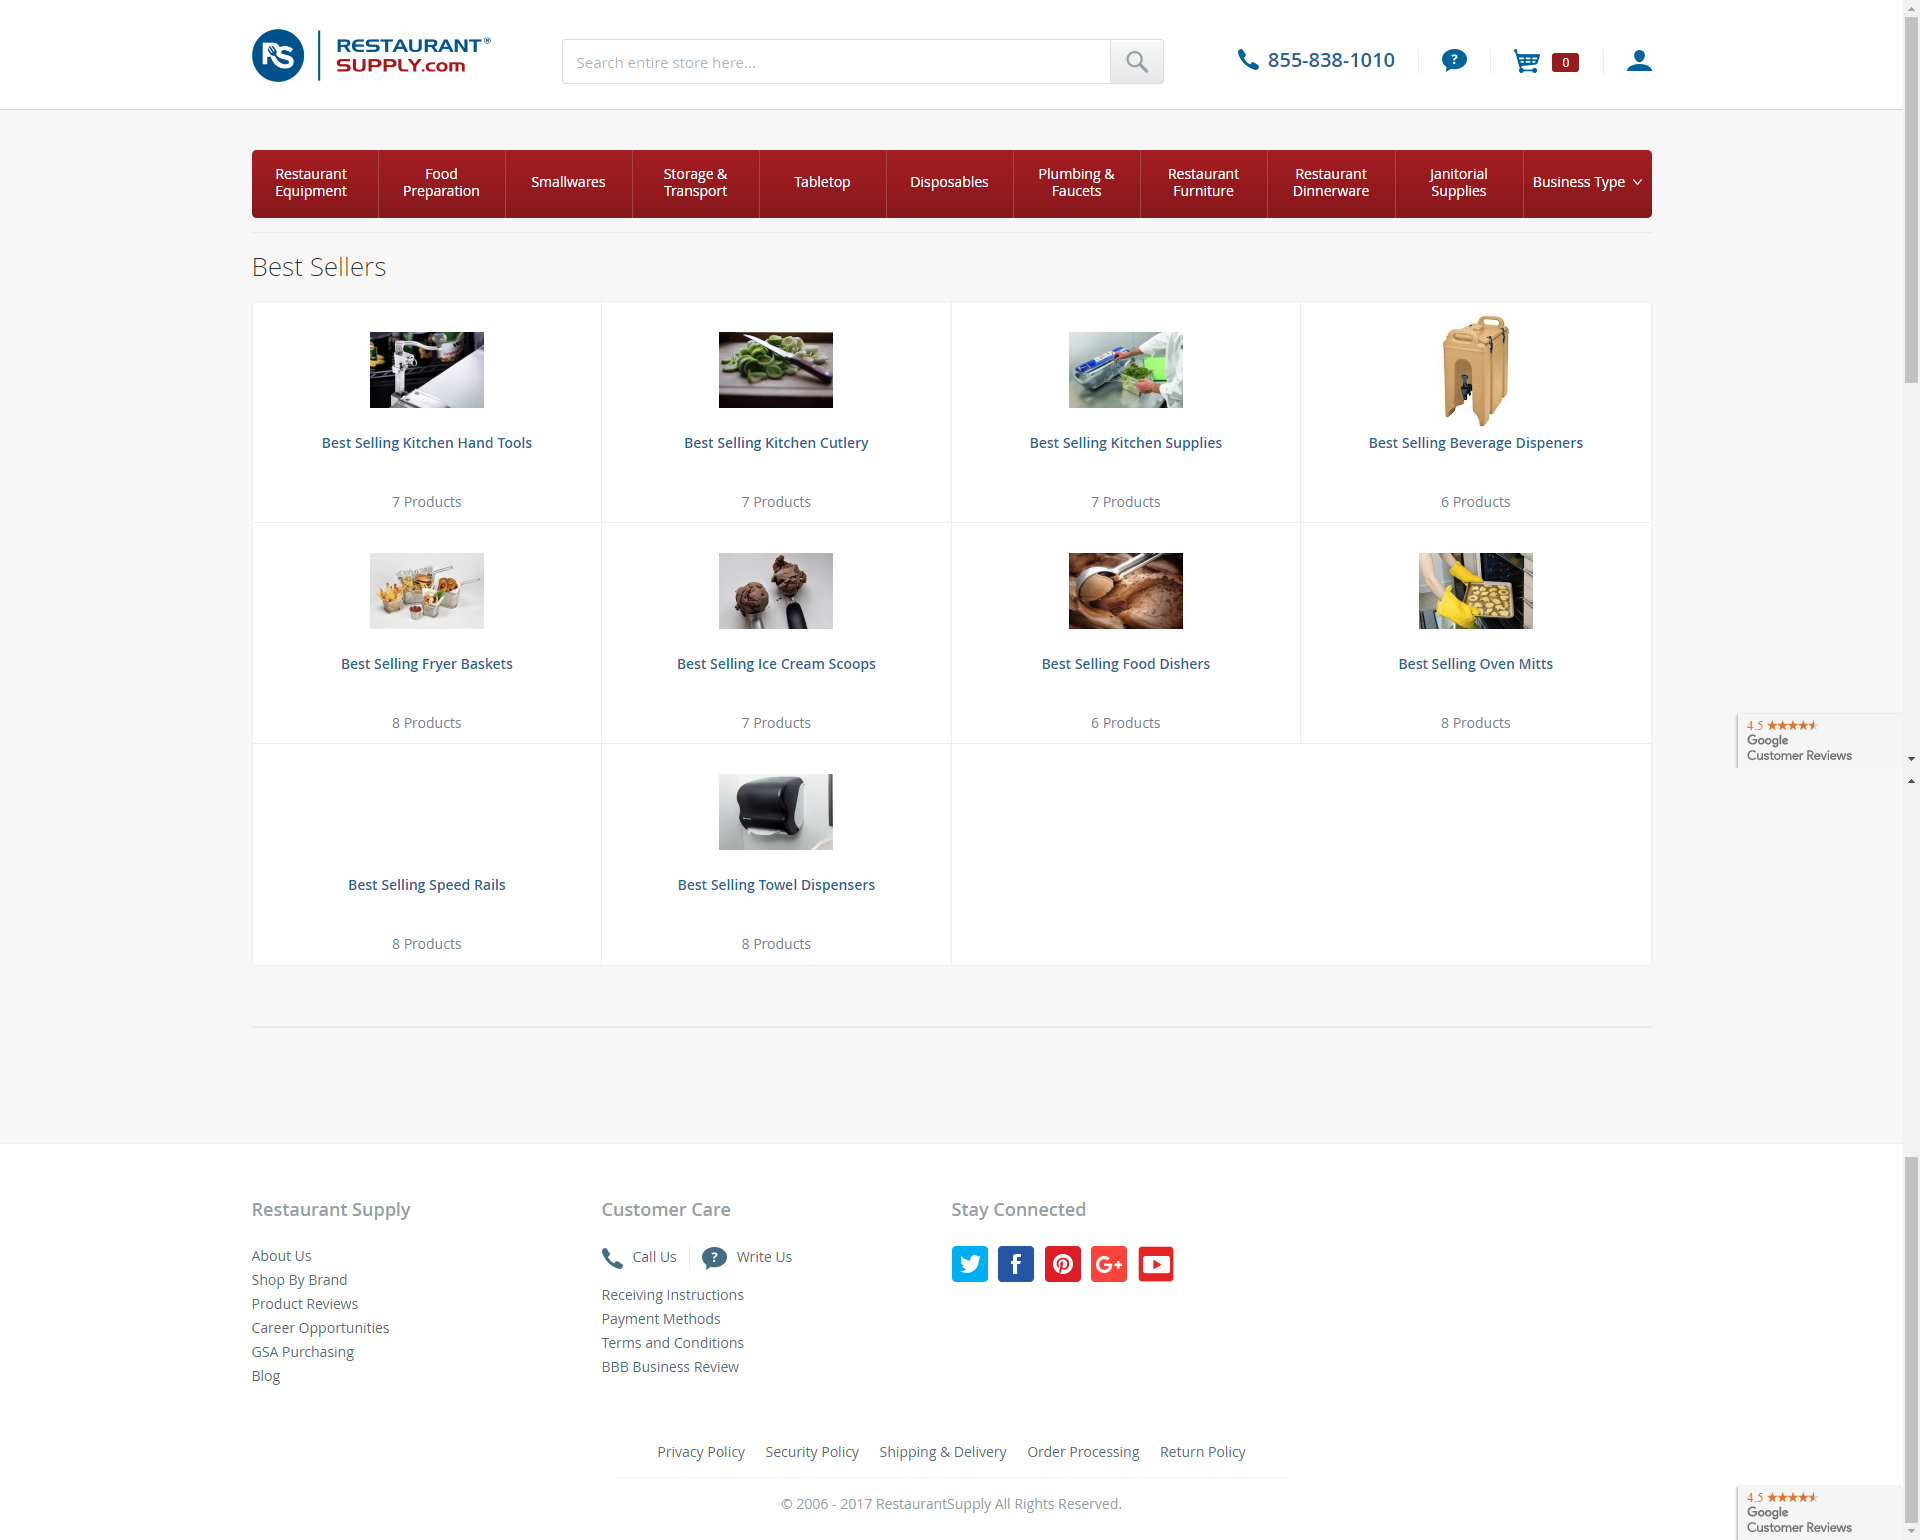 RS RESTAURANT®
SUPPLY.com
Search entire store here...
855-838-1010
?
0
Restaurant Equipment
Food Preparation
Smallwares
Storage & Transport
Tabletop
Disposables
Plumbing & Faucets
Restaurant Furniture
Restaurant Dinnerware
Janitorial Supplies
Business Type
Best Sellers
Best Selling Kitchen Hand Tools
7 Products
Best Selling Kitchen Cutlery
7 Products
Best Selling Kitchen Supplies
7 Products
Best Selling Beverage Dispeners
6 Products
Best Selling Fryer Baskets
8 Products
Best Selling Ice Cream Scoops
7 Products
Best Selling Food Dishers
6 Products
Best Selling Oven Mitts
8 Products
4.5
Google
Customer Reviews
Best Selling Speed Rails
8 Products
Best Selling Towel Dispensers
8 Products
Restaurant Supply
About Us
Shop By Brand
Product Reviews
Career Opportunities
GSA Purchasing
Blog
Customer Care
Call Us
? Write Us
Receiving Instructions
Payment Methods
Terms and Conditions
BBB Business Review
Stay Connected
Privacy Policy Security Policy Shipping & Delivery Order Processing Return Policy
© 2006 - 2017 RestaurantSupply All Rights Reserved.
4.5
Google
Customer Reviews